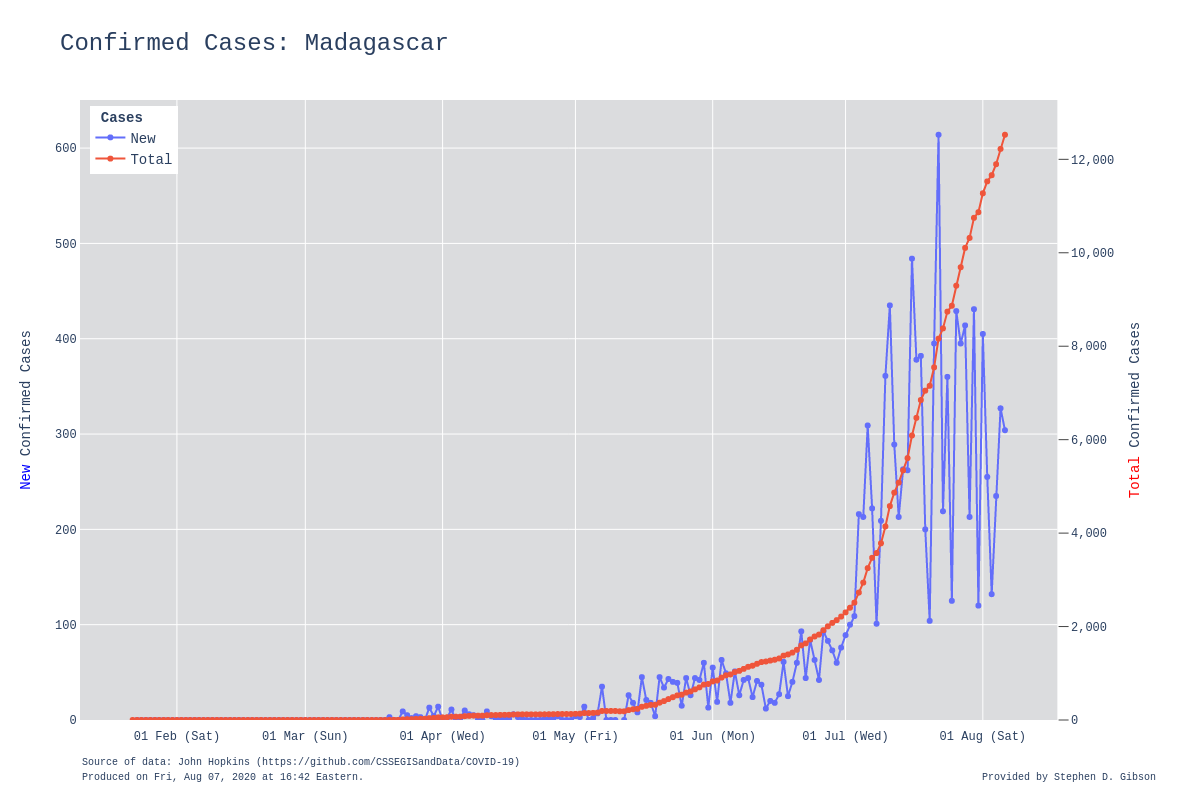 Confirmed Cases: Madagascar
Cases
New
Total
600
500
400
300
200
100
0
12,000
10,000
8,000
6,000
4,000
2,000
0
New Confirmed Cases
Total Confirmed Cases
01 Feb (Sat)
01 Mar (Sun)
01 Apr (Wed)
01 May (Fri)
01 Jun (Mon)
01 Jul (Wed)
01 Aug (Sat)
Source of data: John Hopkins (https://github.com/CSSEGISandData/COVID-19)
Produced on Fri, Aug 07, 2020 at 16:42 Eastern.
Provided by Stephen D. Gibson